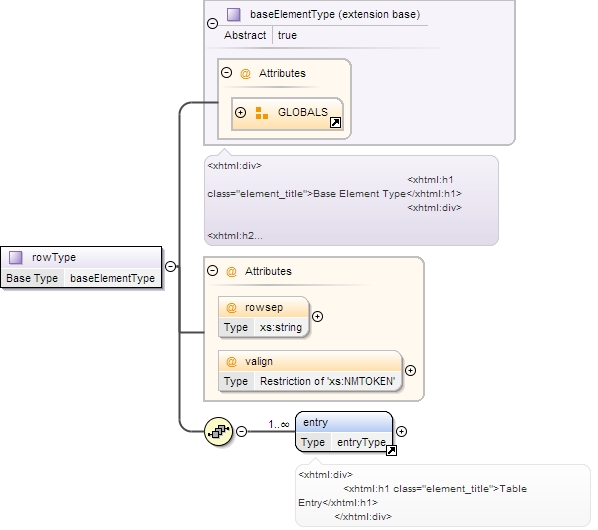 baseElementType (extension base)
Abstract true
@ Attributes
GLOBALS
<xhtml:div>
<xhtml:h1
class="element_title">Base Element Type</xhtml:h1>
<xhtml:div>
<xhtml:h2...
rowType
Base Type baseElementType
@ Attributes
@ rowsep
Type xs:string
@ valign
Type Restriction of 'xs:NMTOKEN'
1..∞
entry
Type entryType
<xhtml:div>
<xhtml:h1 class="element_title">Table
Entry</xhtml:h1>
</xhtml:div>